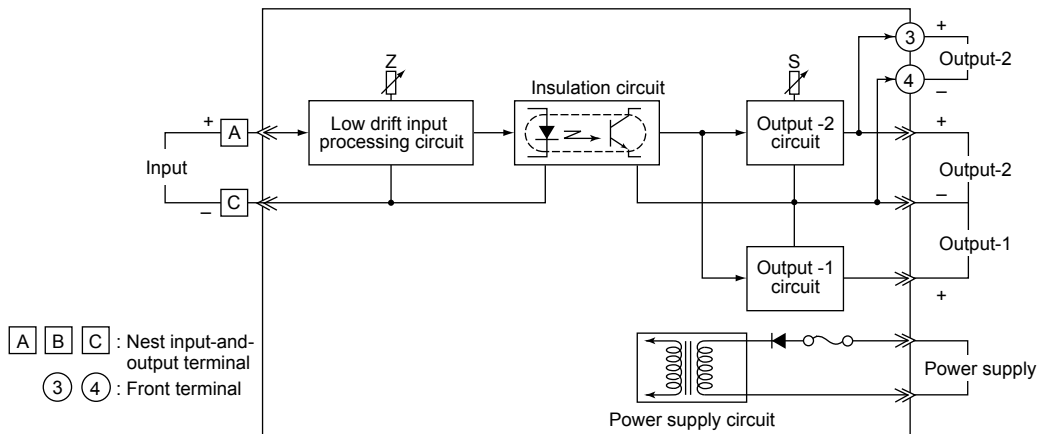 3
+
Output-2
4
–
Z
S
Insulation circuit
+
A
Low drift input
processing circuit
Output -2
circuit
+
Input
Output-2
–
C
–
Output-1
Output -1
circuit
+
A B C : Nest input-and-
output terminal
3 4 : Front terminal
Power supply
Power supply circuit